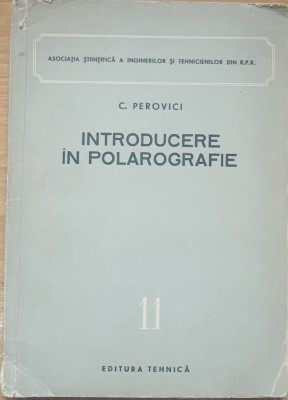 ASOCIAȚIA ȘTIINȚIFICĂ A INGINERILOR ȘI TEHNICIENILOR DIN R.P.R.
C. PEROVICI
INTRODUCERE
ÎN POLAROGRAFIE
11
EDITURA TEHNICĂ